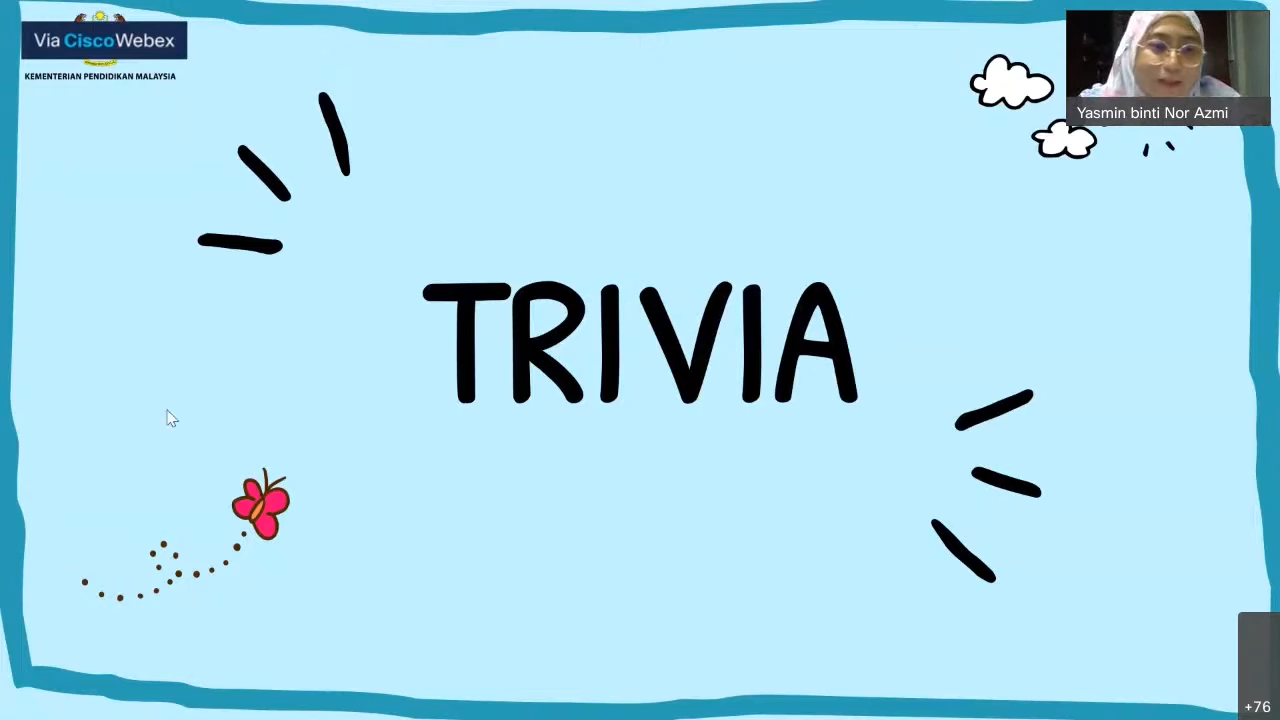 Via CiscoWebex
KEMENTERIAN PENDIDIKAN MALAYSIA
Yasmin binti Nor Azmi
TRIVIA
+76